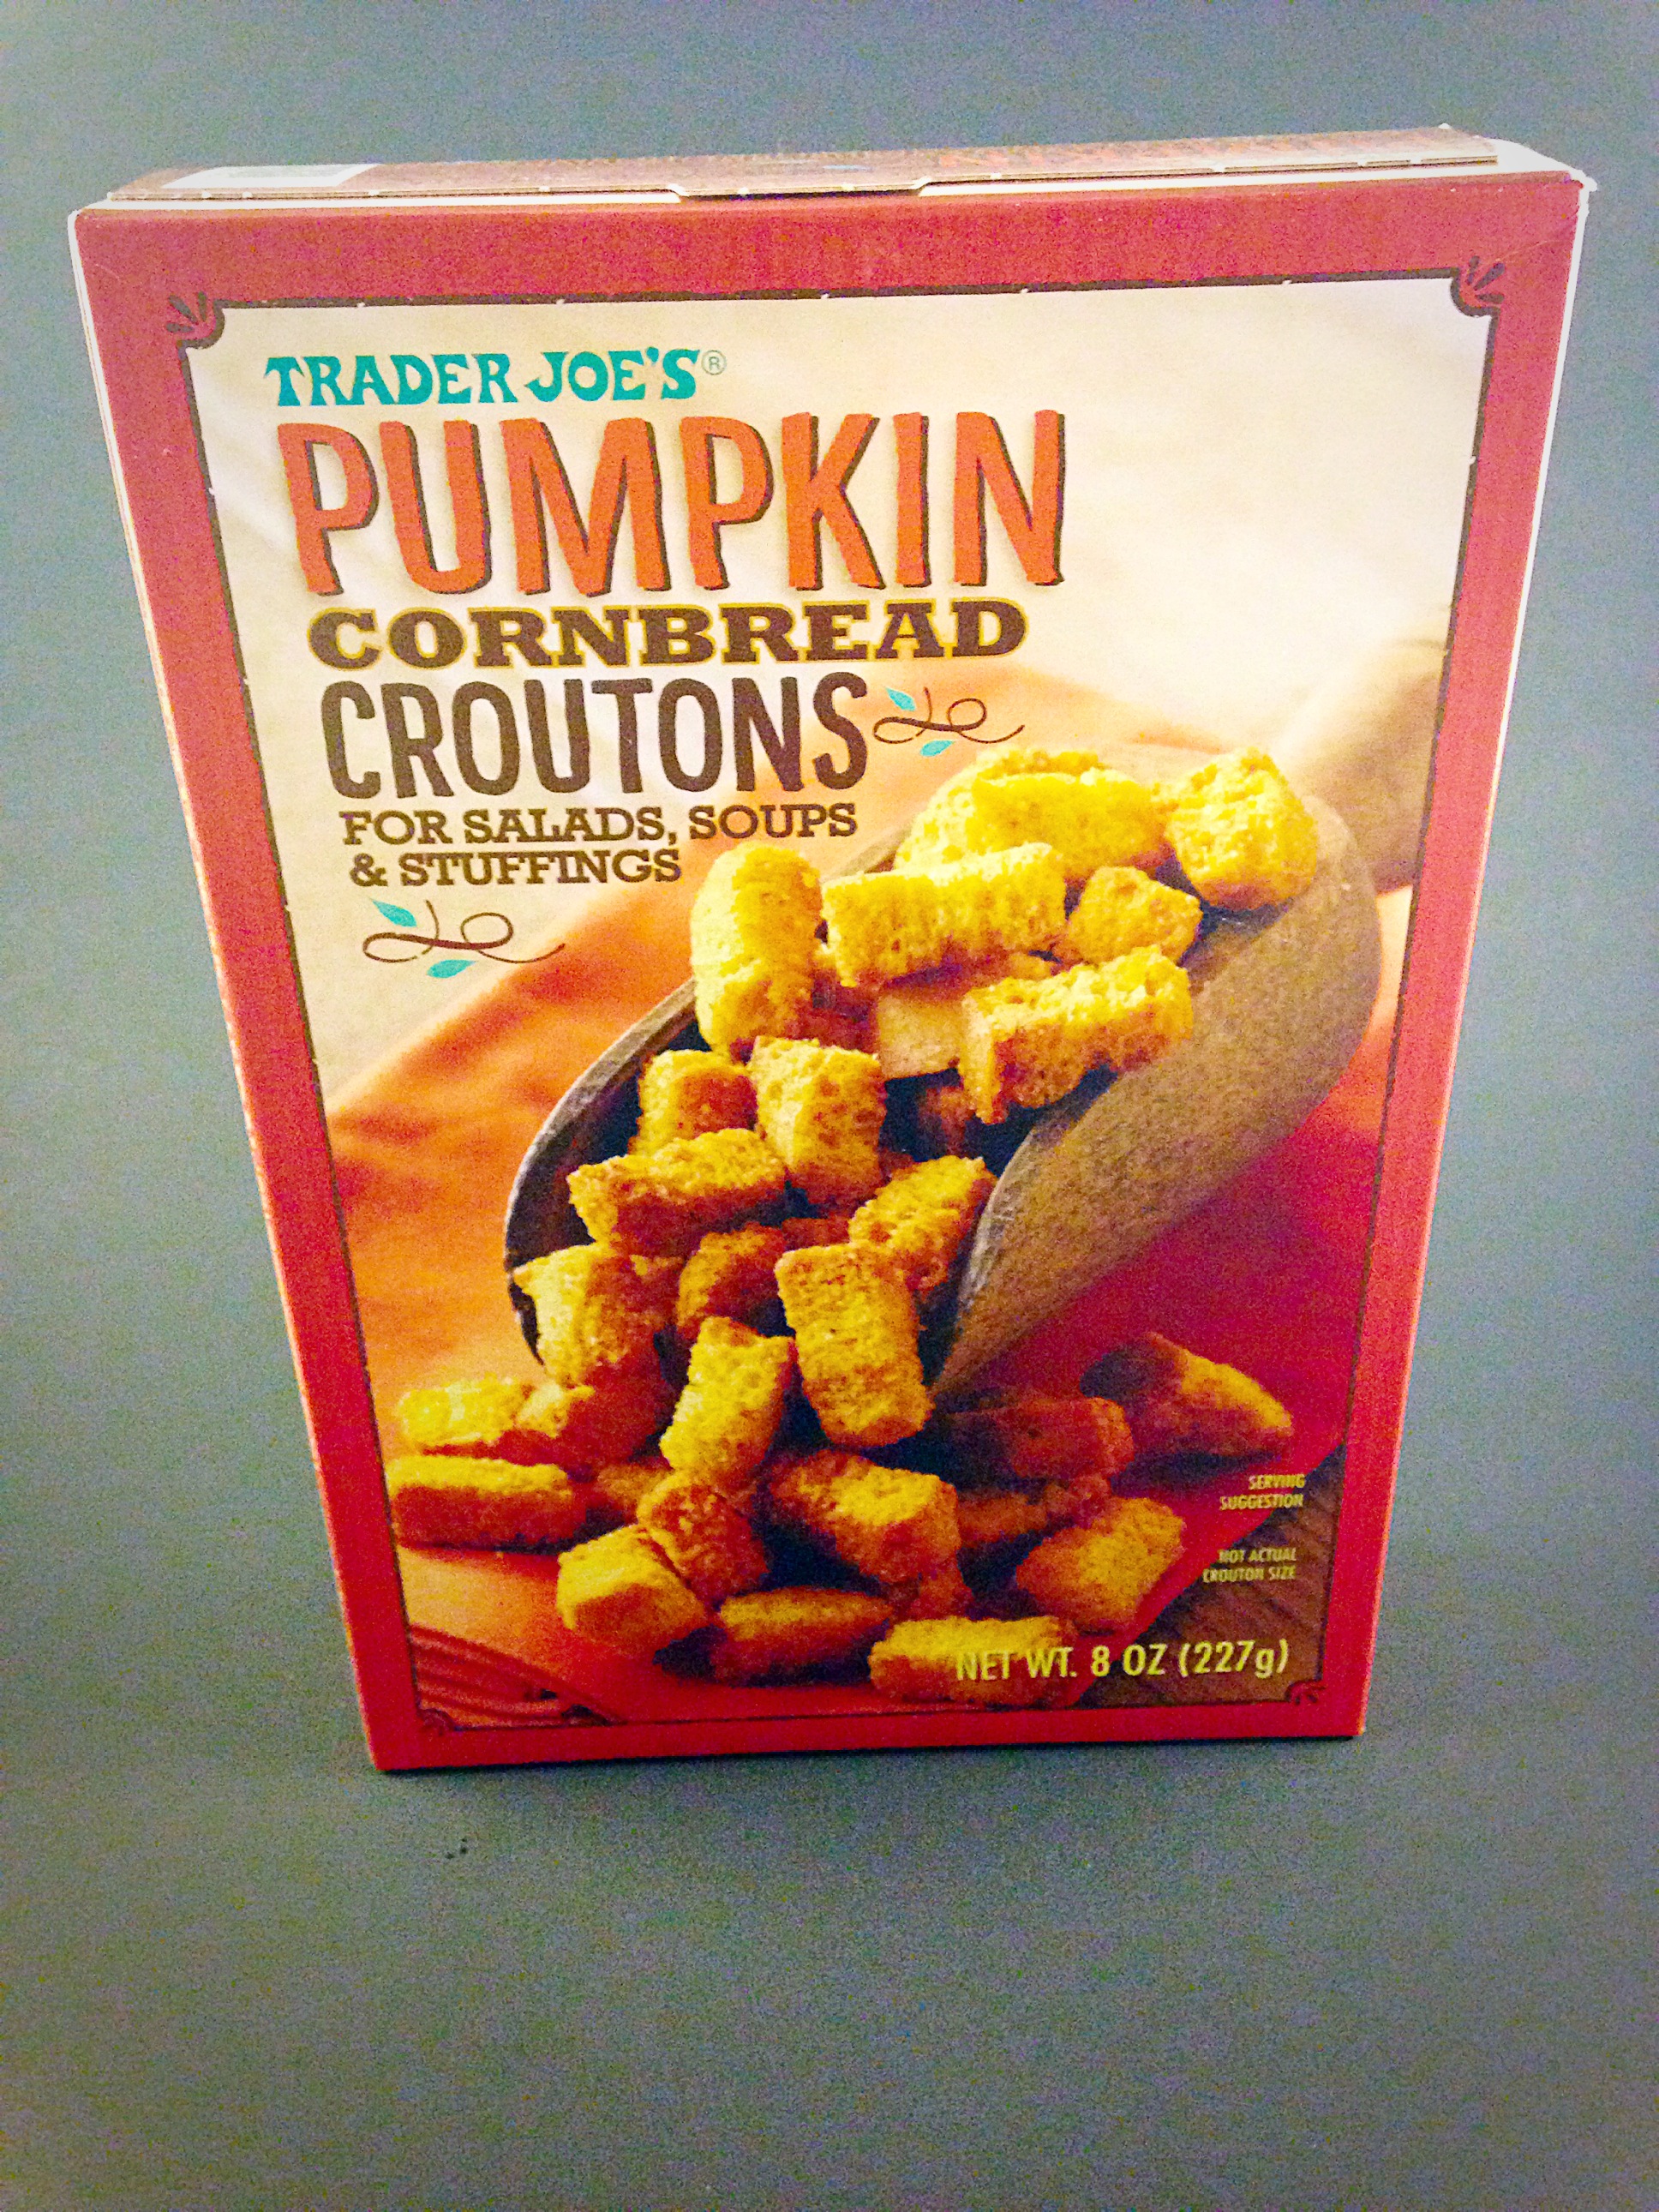 TRADER JOE'S®
PUMPKIN
CORNBREAD
CROUTONS
FOR SALADS, SOUPS
& STUFFINGS
SERVING
SUGGESTION
NOT ACTUAL
CROUTON SIZE
NET WT. 8 OZ (227g)